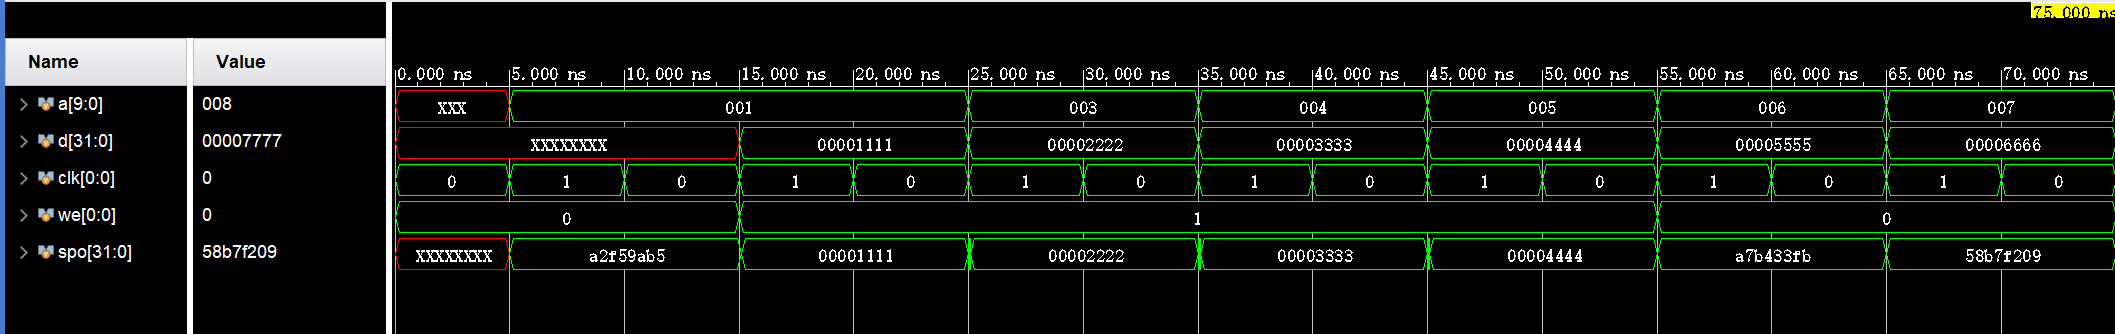 75.000 ns
Name Value
0.000 ns 5.000 ns 10.000 ns 15.000 ns 20.000 ns 25.000 ns 30.000 ns 35.000 ns 40.000 ns 45.000 ns 50.000 ns 55.000 ns 60.000 ns 65.000 ns 70.000 ns
a[9:0] 008 XXX 001 003 004 005 006 007
d[31:0] 00007777 XXXXXXXX 00001111 00002222 00003333 00004444 00005555 00006666
clk[0:0] 0 0 1 0 1 0 1 0 1 0 1 0 1 0 1 0
we[0:0] 0 0 1 0
spo[31:0] 58b7f209 XXXXXXXX a2f59ab5 00001111 00002222 00003333 00004444 a7b433fb 58b7f209